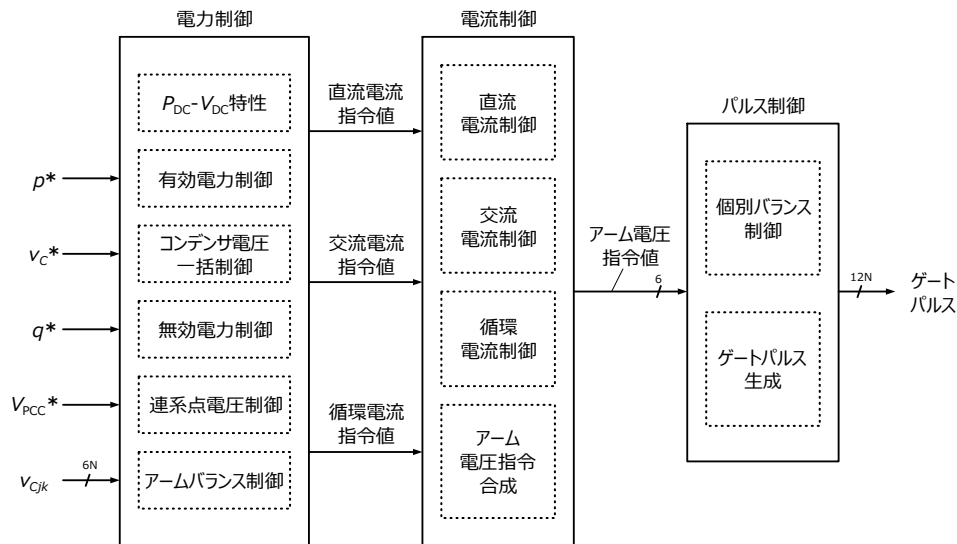 電力制御
P_DC-V_DC特性
有効電力制御
コンデンサ電圧
一括制御
無効電力制御
連系点電圧制御
アームバランス制御
p*
v_C*
q*
V_PCC*
v_Cjk
6N
直流電流
指令値
交流電流
指令値
循環電流
指令値
電流制御
直流
電流制御
交流
電流制御
循環
電流制御
アーム
電圧指令
合成
アーム電圧
指令値
6
パルス制御
個別バランス
制御
ゲートパルス
生成
12N
ゲート
パルス